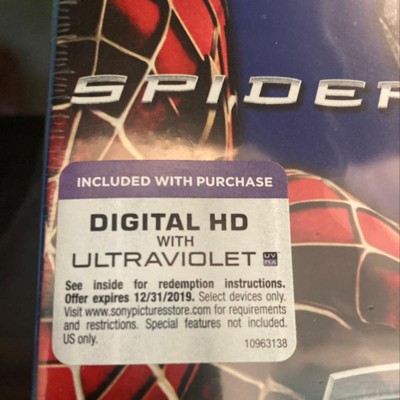 SPIDER
INCLUDED WITH PURCHASE
DIGITAL HD
WITH
ULTRAVIOLET UV
See inside for redemption instructions.
Offer expires 12/31/2019. Select devices only.
Visit www.sonypicturesstore.com for requirements
and restrictions. Special features not included.
US only.
10963138